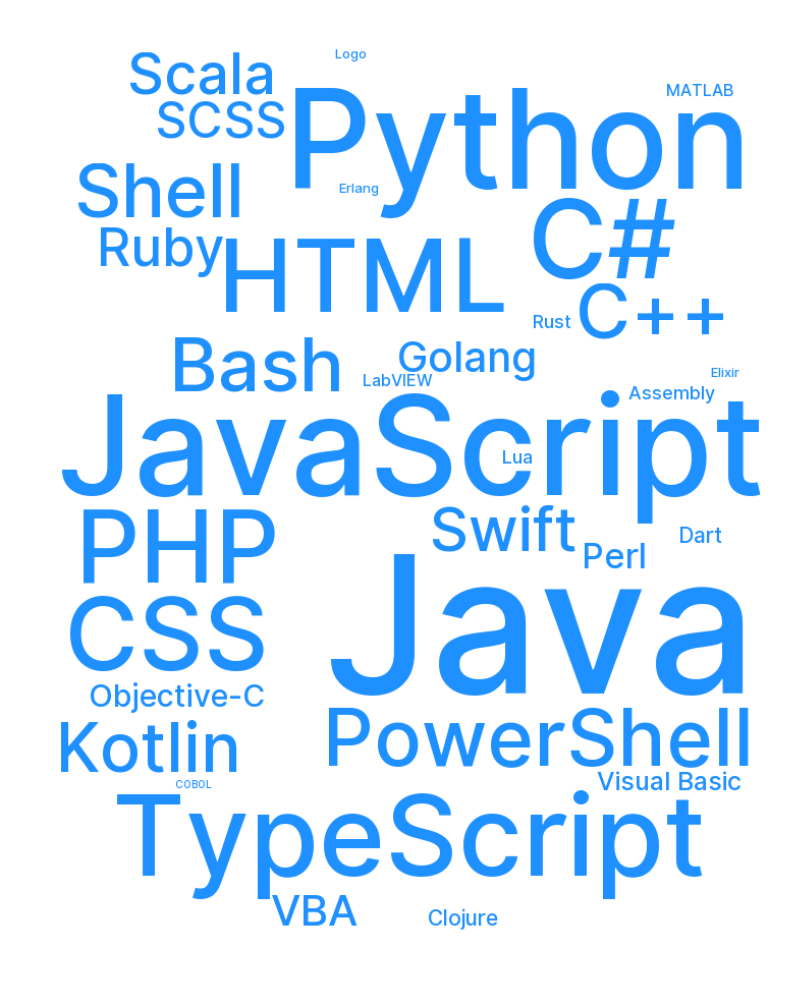 Logo
Scala
MATLAB
SCSS
Python
Shell
Erlang
Ruby
C#
HTML
C++
Rust
Bash
Golang
LabVIEW
Elixir
Assembly
JavaScript
Lua
PHP
Swift
Dart
Perl
CSS
Java
Objective-C
Kotlin
PowerShell
COBOL
Visual Basic
TypeScript
VBA
Clojure